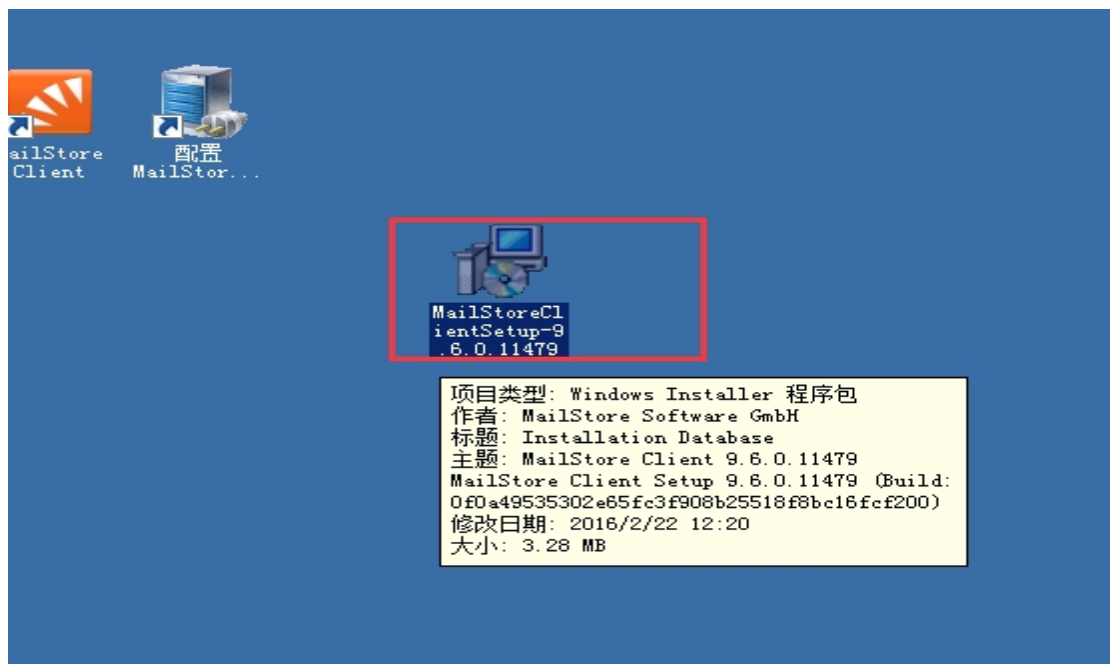 ailStore
Client
配置
MailStor...
MailStoreCl
ientSetup-9
.6.0.11479
项目类型: Windows Installer 程序包
作者: MailStore Software GmbH
标题: Installation Database
主题: MailStore Client 9.6.0.11479
MailStore Client Setup 9.6.0.11479 (Build:
0f0a49535302e65fc3f908b25518f8bc16fcf200)
修改日期: 2016/2/22 12:20
大小: 3.28 MB